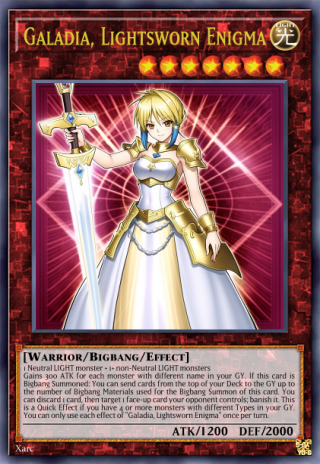 Galadia, Lightsworn Enigma
LIGHT
光
[Warrior/Bigbang/Effect]
1 Neutral LIGHT monster + 1+ non-Neutral LIGHT monsters
Gains 300 ATK for each monster with different name in your GY. If this card is
Bigbang Summoned: You can send cards from the top of your Deck to the GY up to
the number of Bigbang Materials used for the Bigbang Summon of this card. You
can discard 1 card, then target 1 face-up card your opponent controls; banish it. This
is a Quick Effect if you have 4 or more monsters with different Types in your GY.
You can only use each effect of "Galadia, Lightsworn Enigma" once per turn.
ATK/1200 DEF/2000
Xarc